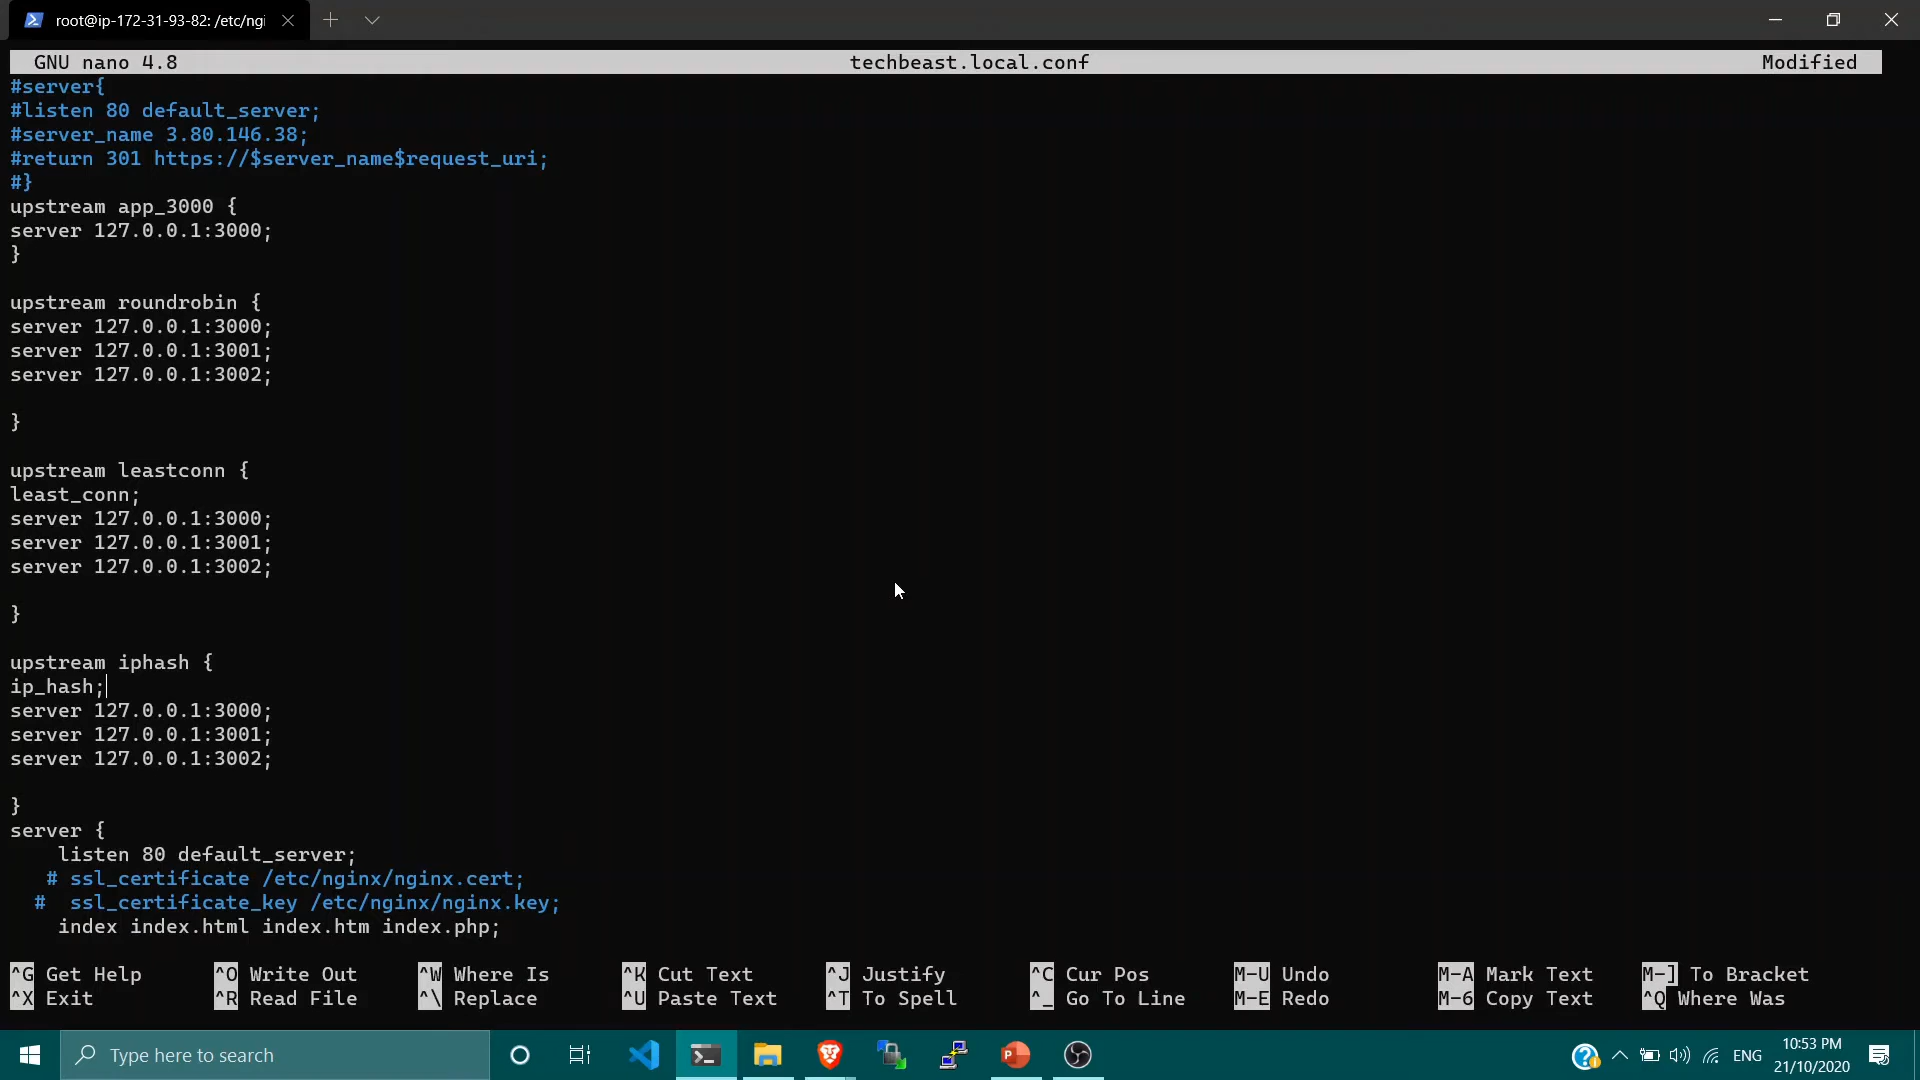 root@ip-172-31-93-82: /etc/ngi
GNU nano 4.8 techbeast.local.conf Modified
#server{
#listen 80 default_server;
#server_name 3.80.146.38;
#return 301 https://$server_name$request_uri;
#}
upstream app_3000 {
server 127.0.0.1:3000;
}
upstream roundrobin {
server 127.0.0.1:3000;
server 127.0.0.1:3001;
server 127.0.0.1:3002;
}
upstream leastconn {
least_conn;
server 127.0.0.1:3000;
server 127.0.0.1:3001;
server 127.0.0.1:3002;
}
upstream iphash {
ip_hash;
server 127.0.0.1:3000;
server 127.0.0.1:3001;
server 127.0.0.1:3002;
}
server {
listen 80 default_server;
# ssl_certificate /etc/nginx/nginx.cert;
# ssl_certificate_key /etc/nginx/nginx.key;
index index.html index.htm index.php;
^G Get Help ^O Write Out ^W Where Is ^K Cut Text ^J Justify ^C Cur Pos M-U Undo M-A Mark Text M-] To Bracket
^X Exit ^R Read File ^\ Replace ^U Paste Text ^T To Spell ^_ Go To Line M-E Redo M-6 Copy Text ^Q Where Was
Type here to search
ENG
10:53 PM
21/10/2020